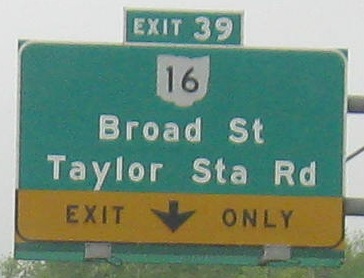 EXIT 39
16
Broad St
Taylor Sta Rd
EXIT ONLY